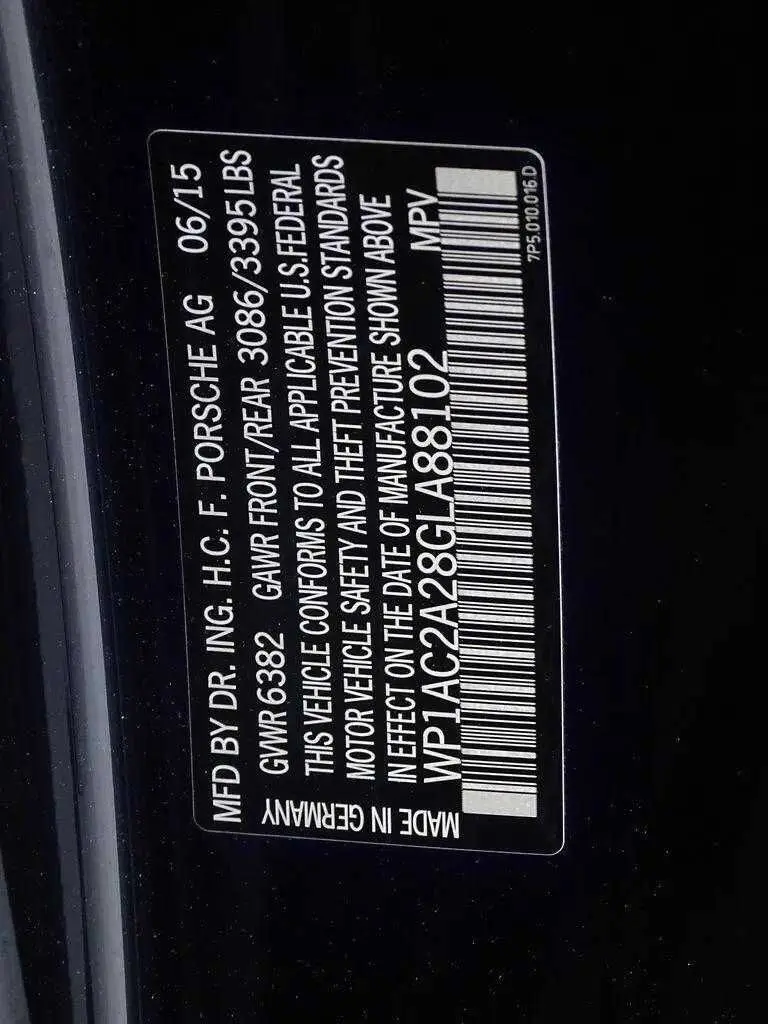 MFD BY DR. ING. H.C. F. PORSCHE AG 06/15
GVWR 6382 GAWR FRONT/REAR 3086/3395 LBS
THIS VEHICLE CONFORMS TO ALL APPLICABLE U.S.FEDERAL
MOTOR VEHICLE SAFETY AND THEFT PREVENTION STANDARDS
IN EFFECT ON THE DATE OF MANUFACTURE SHOWN ABOVE
WP1AC2A28GLA88102 MPV
7P5.010.016.D
MADE IN GERMANY